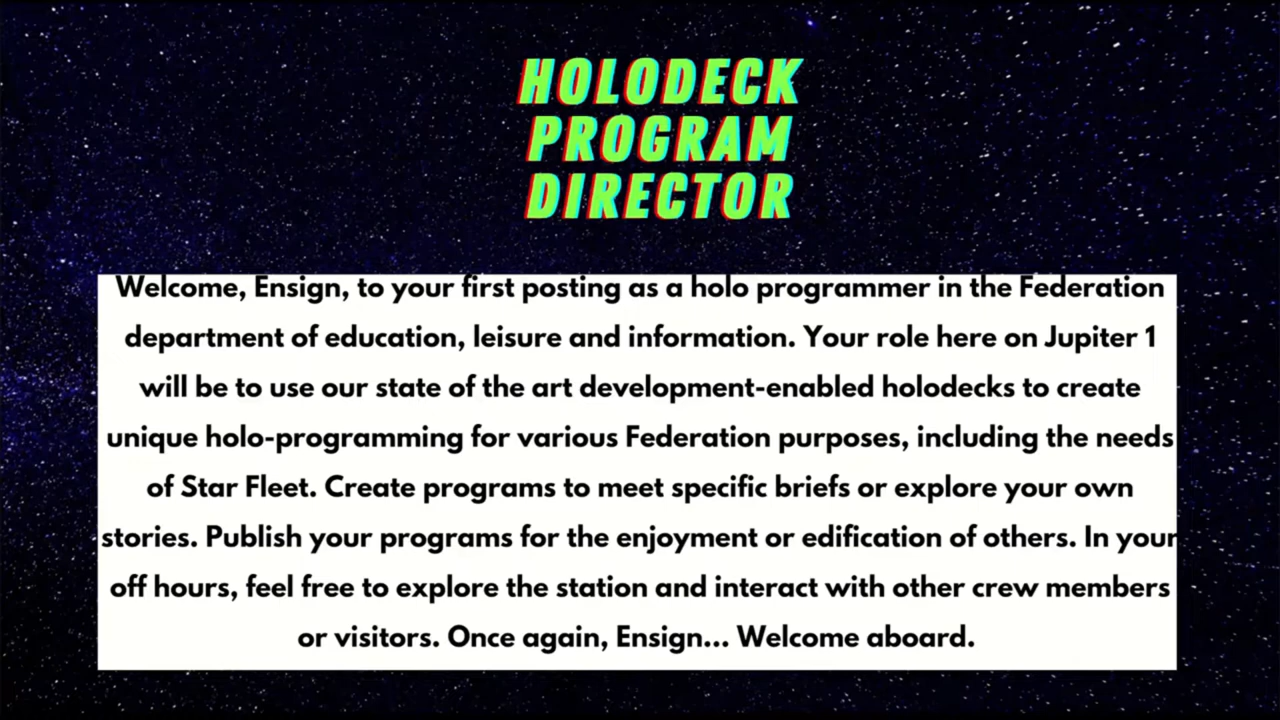 HOLODECK
PROGRAM
DIRECTOR
Welcome, Ensign, to your first posting as a holo programmer in the Federation
department of education, leisure and information. Your role here on Jupiter 1
will be to use our state of the art development-enabled holodecks to create
unique holo-programming for various Federation purposes, including the needs
of Star Fleet. Create programs to meet specific briefs or explore your own
stories. Publish your programs for the enjoyment or edification of others. In your
off hours, feel free to explore the station and interact with other crew members
or visitors. Once again, Ensign... Welcome aboard.